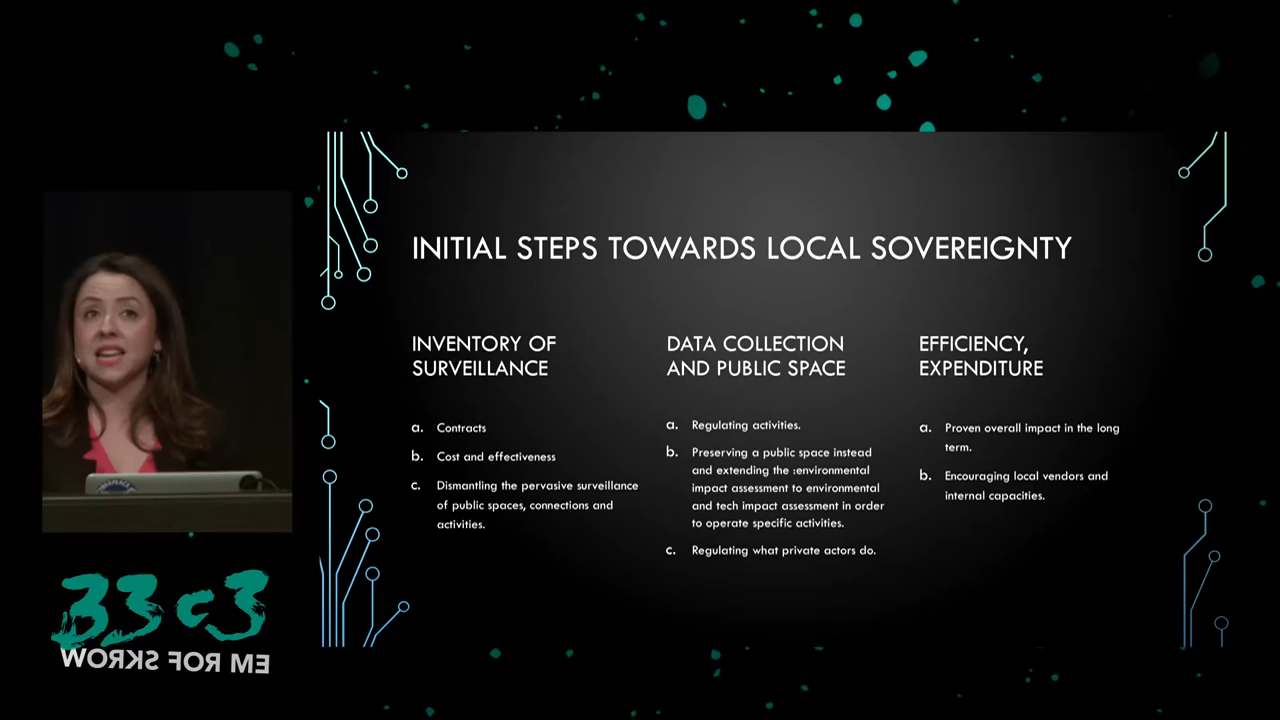 INITIAL STEPS TOWARDS LOCAL SOVEREIGNTY
INVENTORY OF
SURVEILLANCE
a. Contracts
b. Cost and effectiveness
c. Dismantling the pervasive surveillance
of public spaces, connections and
activities.
DATA COLLECTION
AND PUBLIC SPACE
a. Regulating activities.
b. Preserving a public space instead
and extending the :environmental
impact assessment to environmental
and tech impact assessment in order
to operate specific activities.
c. Regulating what private actors do.
EFFICIENCY,
EXPENDITURE
a. Proven overall impact in the long
term.
b. Encouraging local vendors and
internal capacities.
33c3
WORKS FOR ME